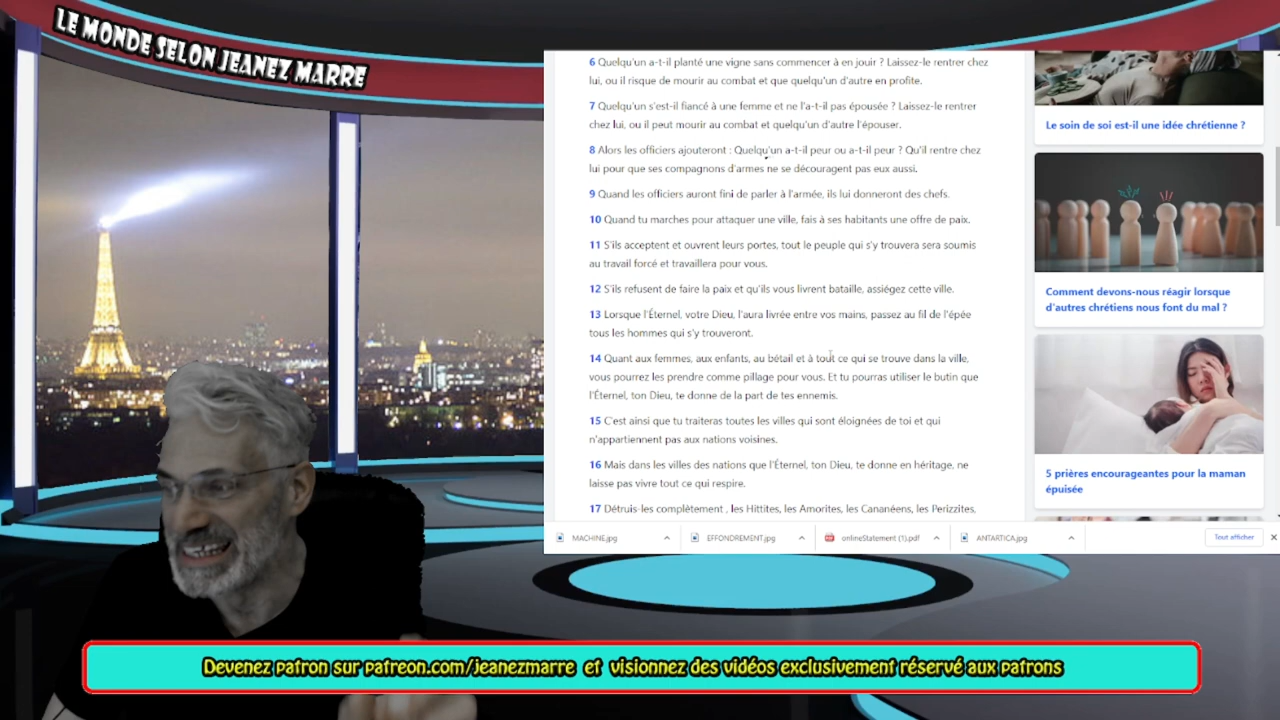 LE MONDE SELON JEANEZ MARRE
6 Quelqu'un a-t-il planté une vigne sans commencer à en jouir ? Laissez-le rentrer chez
lui, ou il risque de mourir au combat et que quelqu'un d'autre en profite.
7 Quelqu'un s'est-il fiancé à une femme et ne l'a-t-il pas épousée ? Laissez-le rentrer
chez lui, ou il peut mourir au combat et quelqu'un d'autre l'épouser.
8 Alors les officiers ajouteront : Quelqu'un a-t-il peur ou a-t-il peur ? Qu'il rentre chez
lui pour que ses compagnons d'armes ne se découragent pas eux aussi.
9 Quand les officiers auront fini de parler à l'armée, ils lui donneront des chefs.
10 Quand tu marches pour attaquer une ville, fais à ses habitants une offre de paix.
11 S'ils acceptent et ouvrent leurs portes, tout le peuple qui s'y trouvera sera soumis
au travail forcé et travaillera pour vous.
12 S'ils refusent de faire la paix et qu'ils vous livrent bataille, assiégez cette ville.
13 Lorsque l'Éternel, votre Dieu, l'aura livrée entre vos mains, passez au fil de l'épée
tous les hommes qui s'y trouveront.
14 Quant aux femmes, aux enfants, au bétail et à tout ce qui se trouve dans la ville,
vous pourrez les prendre comme pillage pour vous. Et tu pourras utiliser le butin que
l'Éternel, ton Dieu, te donne de la part de tes ennemis.
15 C'est ainsi que tu traiteras toutes les villes qui sont éloignées de toi et qui
n'appartiennent pas aux nations voisines.
16 Mais dans les villes des nations que l'Éternel, ton Dieu, te donne en héritage, ne
laisse pas vivre tout ce qui respire.
17 Détruis-les complètement , les Hittites, les Amorites, les Cananéens, les Perizzites,
Le soin de soi est-il une idée chrétienne ?
Comment devons-nous réagir lorsque
d'autres chrétiens nous font du mal ?
5 prières encourageantes pour la maman
épuisée
MACHINE.jpg
EFFONDREMENT.jpg
onlineStatement (1).pdf
ANTARTICA.jpg
Tout afficher
Devenez patron sur patreon.com/jeanezmarre et visionnez des vidéos exclusivement réservé aux patrons